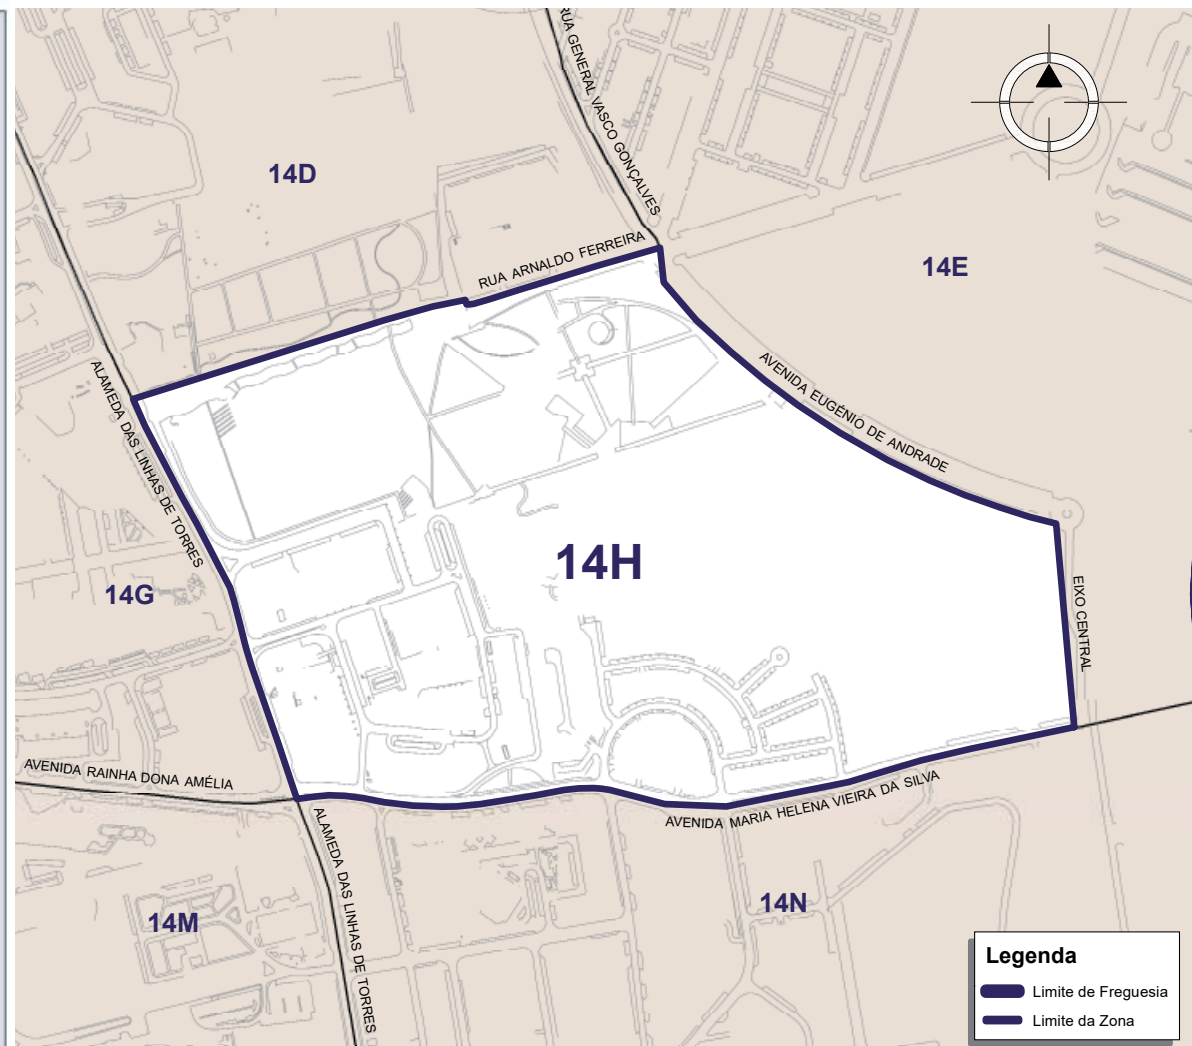 RUA GENERAL VASCO GONÇALVES
14D
RUA ARNALDO FERREIRA
14E
AVENIDA EUGÉNIO DE ANDRADE
ALAMEDA DAS LINHAS DE TORRES
14H
14G
EIXO CENTRAL
AVENIDA RAINHA DONA AMÉLIA
AVENIDA MARIA HELENA VIEIRA DA SILVA
ALAMEDA DAS LINHAS DE TORRES
14M
14N
Legenda
Limite de Freguesia
Limite da Zona